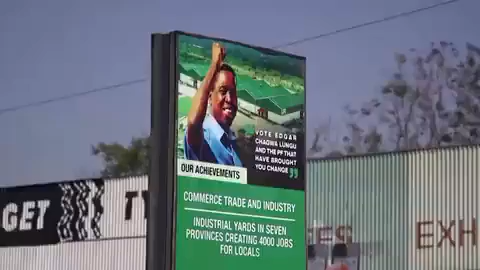 VOTE EDGAR
CHAGWA LUNGU
AND THE PF THAT
HAVE BROUGHT
YOU CHANGE
OUR ACHIEVEMENTS
COMMERCE TRADE AND INDUSTRY
INDUSTRIAL YARDS IN SEVEN
PROVINCES CREATING 4000 JOBS
FOR LOCALS
GET
EXH